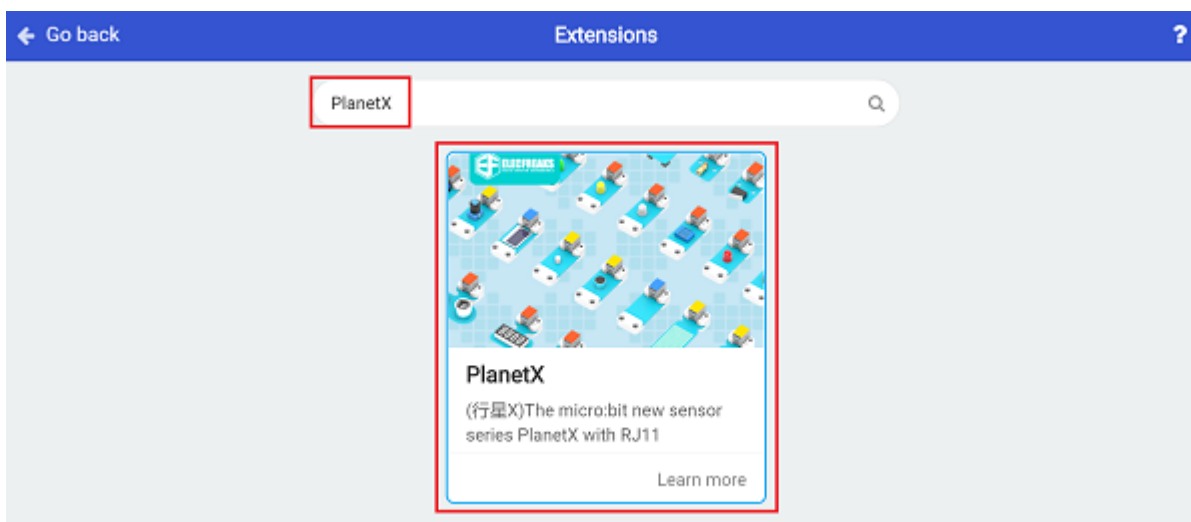 Go back
Extensions
?
PlanetX
ELECFREAKS
PlanetX
(行星X)The micro:bit new sensor
series PlanetX with RJ11
Learn more